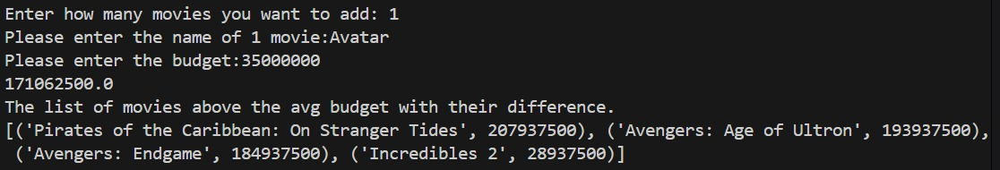 Enter how many movies you want to add: 1
Please enter the name of 1 movie:Avatar
Please enter the budget:35000000
171062500.0
The list of movies above the avg budget with their difference.
[('Pirates of the Caribbean: On Stranger Tides', 207937500), ('Avengers: Age of Ultron', 193937500),
('Avengers: Endgame', 184937500), ('Incredibles 2', 28937500)]